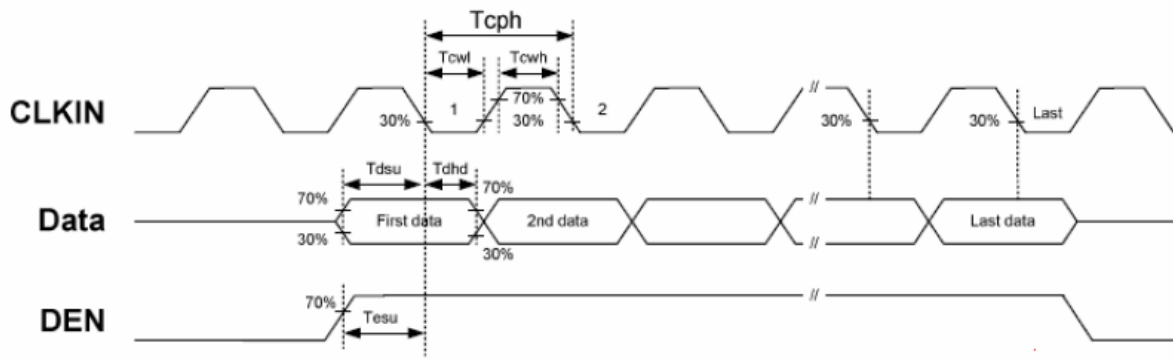 Tcph
Tcwl Tcwh
CLKIN 30% 1 70% 30% 2 // 30% 30% Last
Tdsu Tdhd
70% 70%
Data First data 2nd data // Last data
30% 30% //
70% //
DEN Tesu